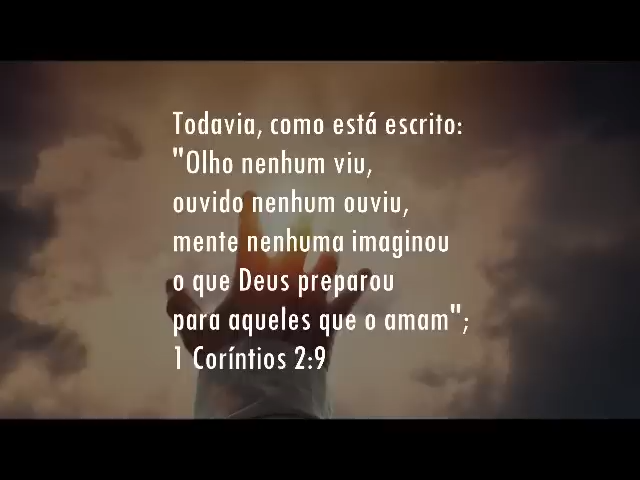 Todavia, como está escrito:
"Olho nenhum viu,
ouvido nenhum ouviu,
mente nenhuma imaginou
o que Deus preparou
para aqueles que o amam";
1 Coríntios 2:9